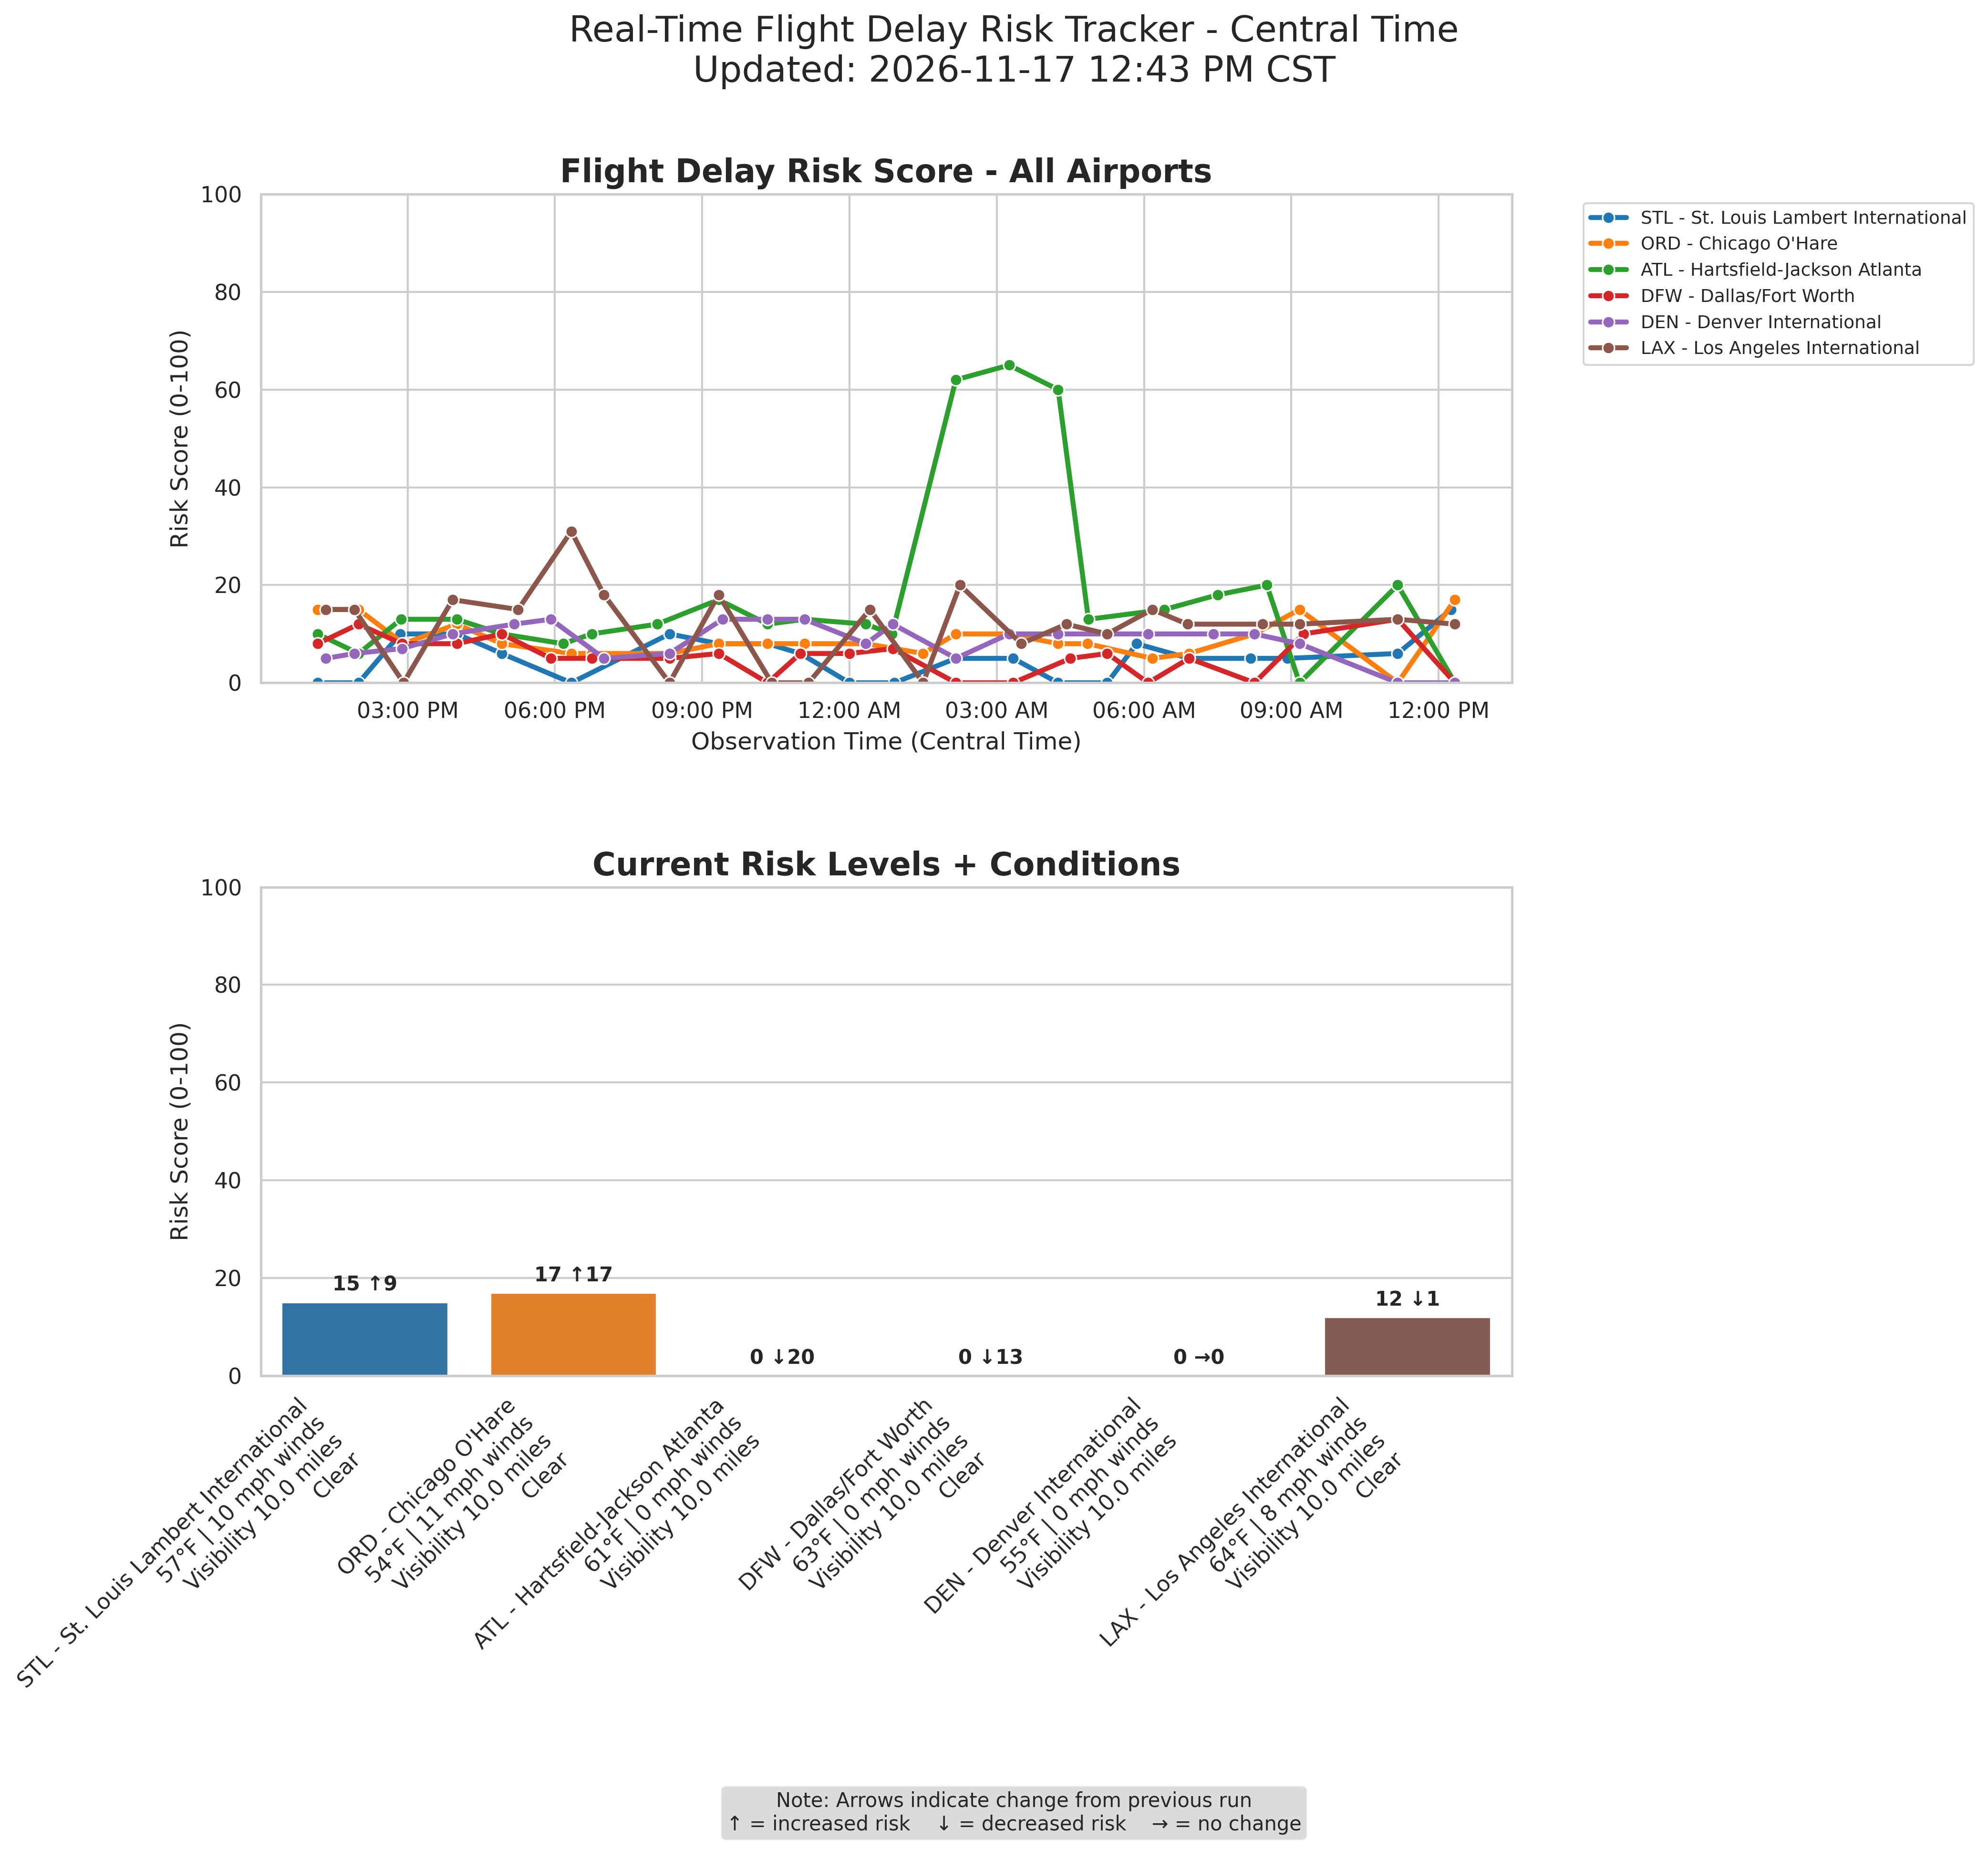 Real-Time Flight Delay Risk Tracker - Central Time
Updated: 2026-11-17 12:43 PM CST
Flight Delay Risk Score - All Airports
100
80
60
40
20
0
Risk Score (0-100)
03:00 PM 06:00 PM 09:00 PM 12:00 AM 03:00 AM 06:00 AM 09:00 AM 12:00 PM
Observation Time (Central Time)
STL - St. Louis Lambert International
ORD - Chicago O'Hare
ATL - Hartsfield-Jackson Atlanta
DFW - Dallas/Fort Worth
DEN - Denver International
LAX - Los Angeles International
Current Risk Levels + Conditions
100
80
60
40
20
0
Risk Score (0-100)
15 ↑9
17 ↑17
0 ↓20
0 ↓13
0 →0
12 ↓1
STL - St. Louis Lambert International
57°F | 10 mph winds
Visibility 10.0 miles
Clear
ORD - Chicago O'Hare
54°F | 11 mph winds
Visibility 10.0 miles
Clear
ATL - Hartsfield-Jackson Atlanta
61°F | 0 mph winds
Visibility 10.0 miles
DFW - Dallas/Fort Worth
63°F | 0 mph winds
Visibility 10.0 miles
Clear
DEN - Denver International
55°F | 0 mph winds
Visibility 10.0 miles
LAX - Los Angeles International
64°F | 8 mph winds
Visibility 10.0 miles
Clear
Note: Arrows indicate change from previous run
↑ = increased risk ↓ = decreased risk → = no change